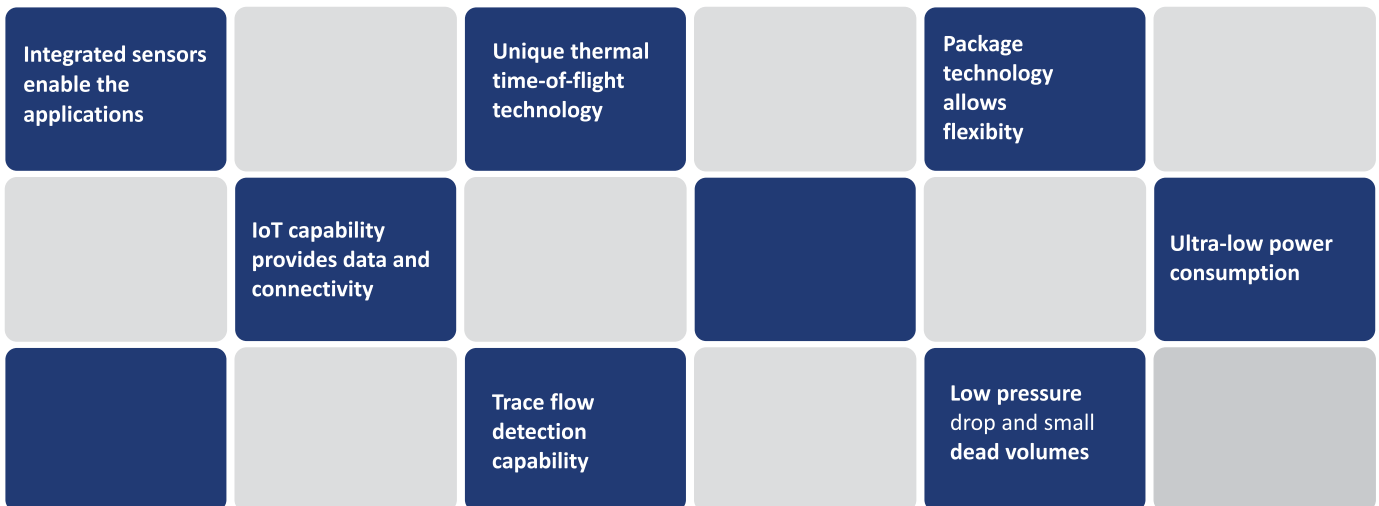 Integrated sensors
enable the
applications
Unique thermal
time-of-flight
technology
Package
technology
allows
flexibity
IoT capability
provides data and
connectivity
Ultra-low power
consumption
Trace flow
detection
capability
Low pressure
drop and small
dead volumes